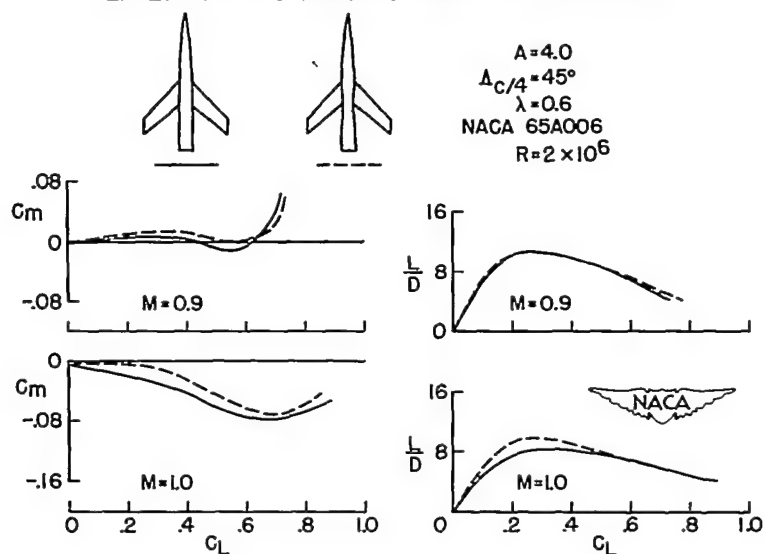 A=4.0
Λc/4=45°
λ=0.6
NACA 65A006
R=2×10⁶
.08
Cm
0
-.08
M=0.9
16
L/D
8
0
M=0.9
0
Cm
-.08
-.16
M=1.0
0 .2 .4 .6 .8 1.0
CL
NACA
16
L/D
8
M=1.0
0 .2 .4 .6 .8 1.0
CL